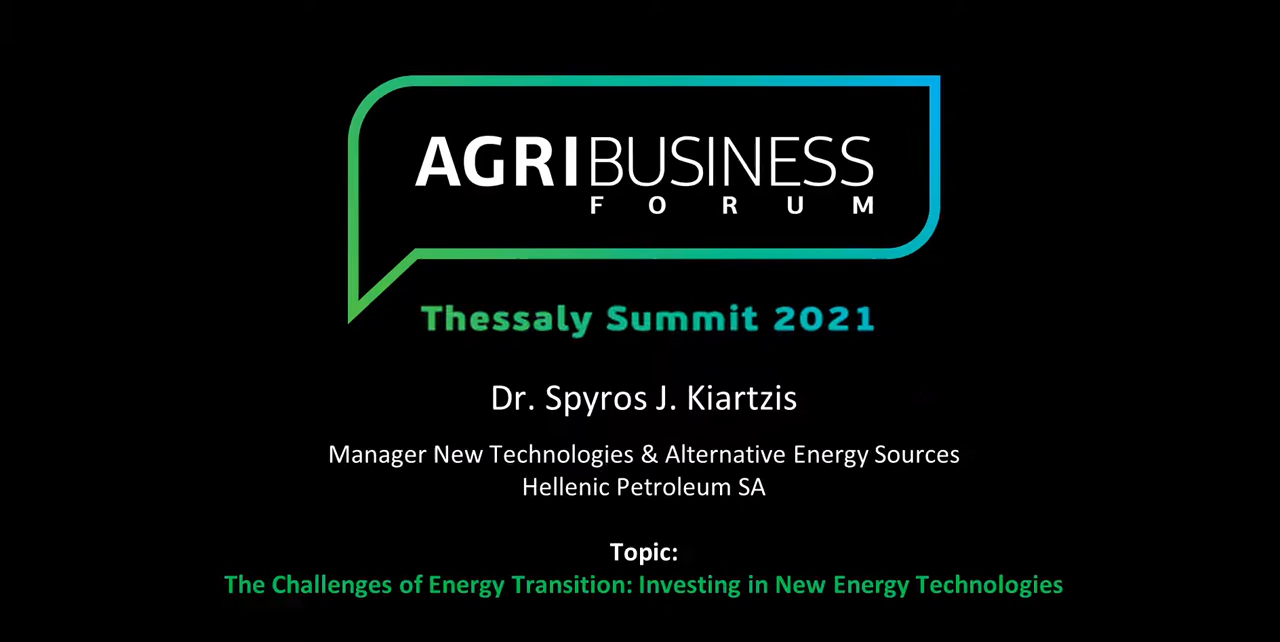 AGRIBUSINESS
FORUM
Thessaly Summit 2021
Dr. Spyros J. Kiartzis
Manager New Technologies & Alternative Energy Sources
Hellenic Petroleum SA
Topic:
The Challenges of Energy Transition: Investing in New Energy Technologies